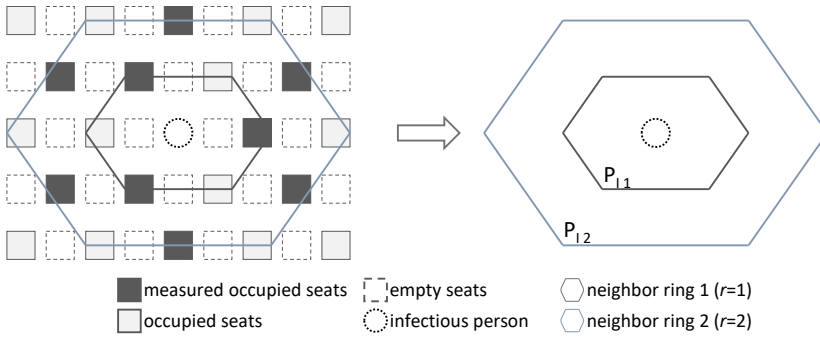 P I 1
P I 2
measured occupied seats
empty seats
neighbor ring 1 (r=1)
occupied seats
infectious person
neighbor ring 2 (r=2)